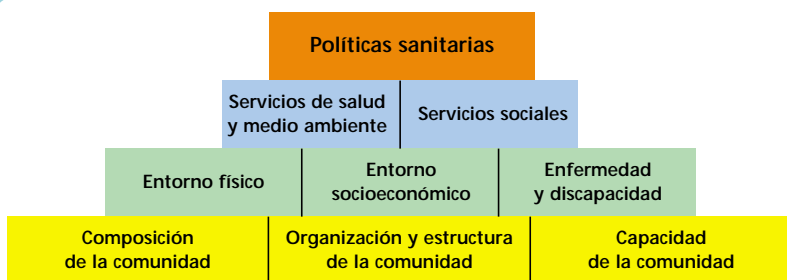 Políticas sanitarias
Servicios de salud
y medio ambiente
Servicios sociales
Entorno físico
Entorno
socioeconómico
Enfermedad
y discapacidad
Composición
de la comunidad
Organización y estructura
de la comunidad
Capacidad
de la comunidad